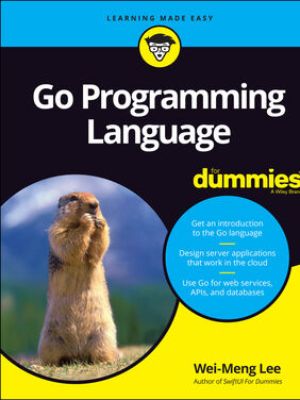 LEARNING MADE EASY
Go Programming
Language
for
dummies
A Wiley Brand
Get an introduction
to the Go language
Design server applications
that work in the cloud
Use Go for web services,
APIs, and databases
Wei-Meng Lee
Author of SwiftUI For Dummies